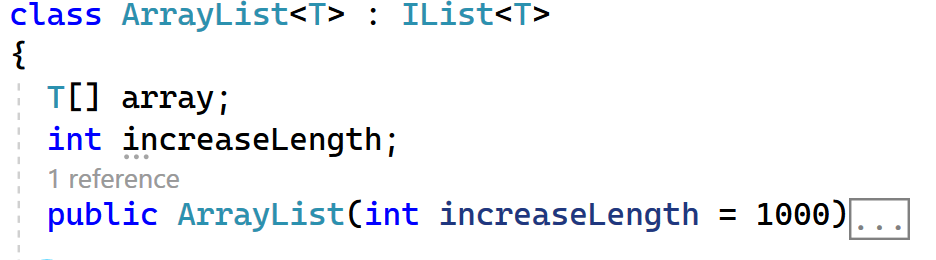 class ArrayList<T> : IList<T>
{
T[] array;
int increaseLength;
1 reference
public ArrayList(int increaseLength = 1000)...